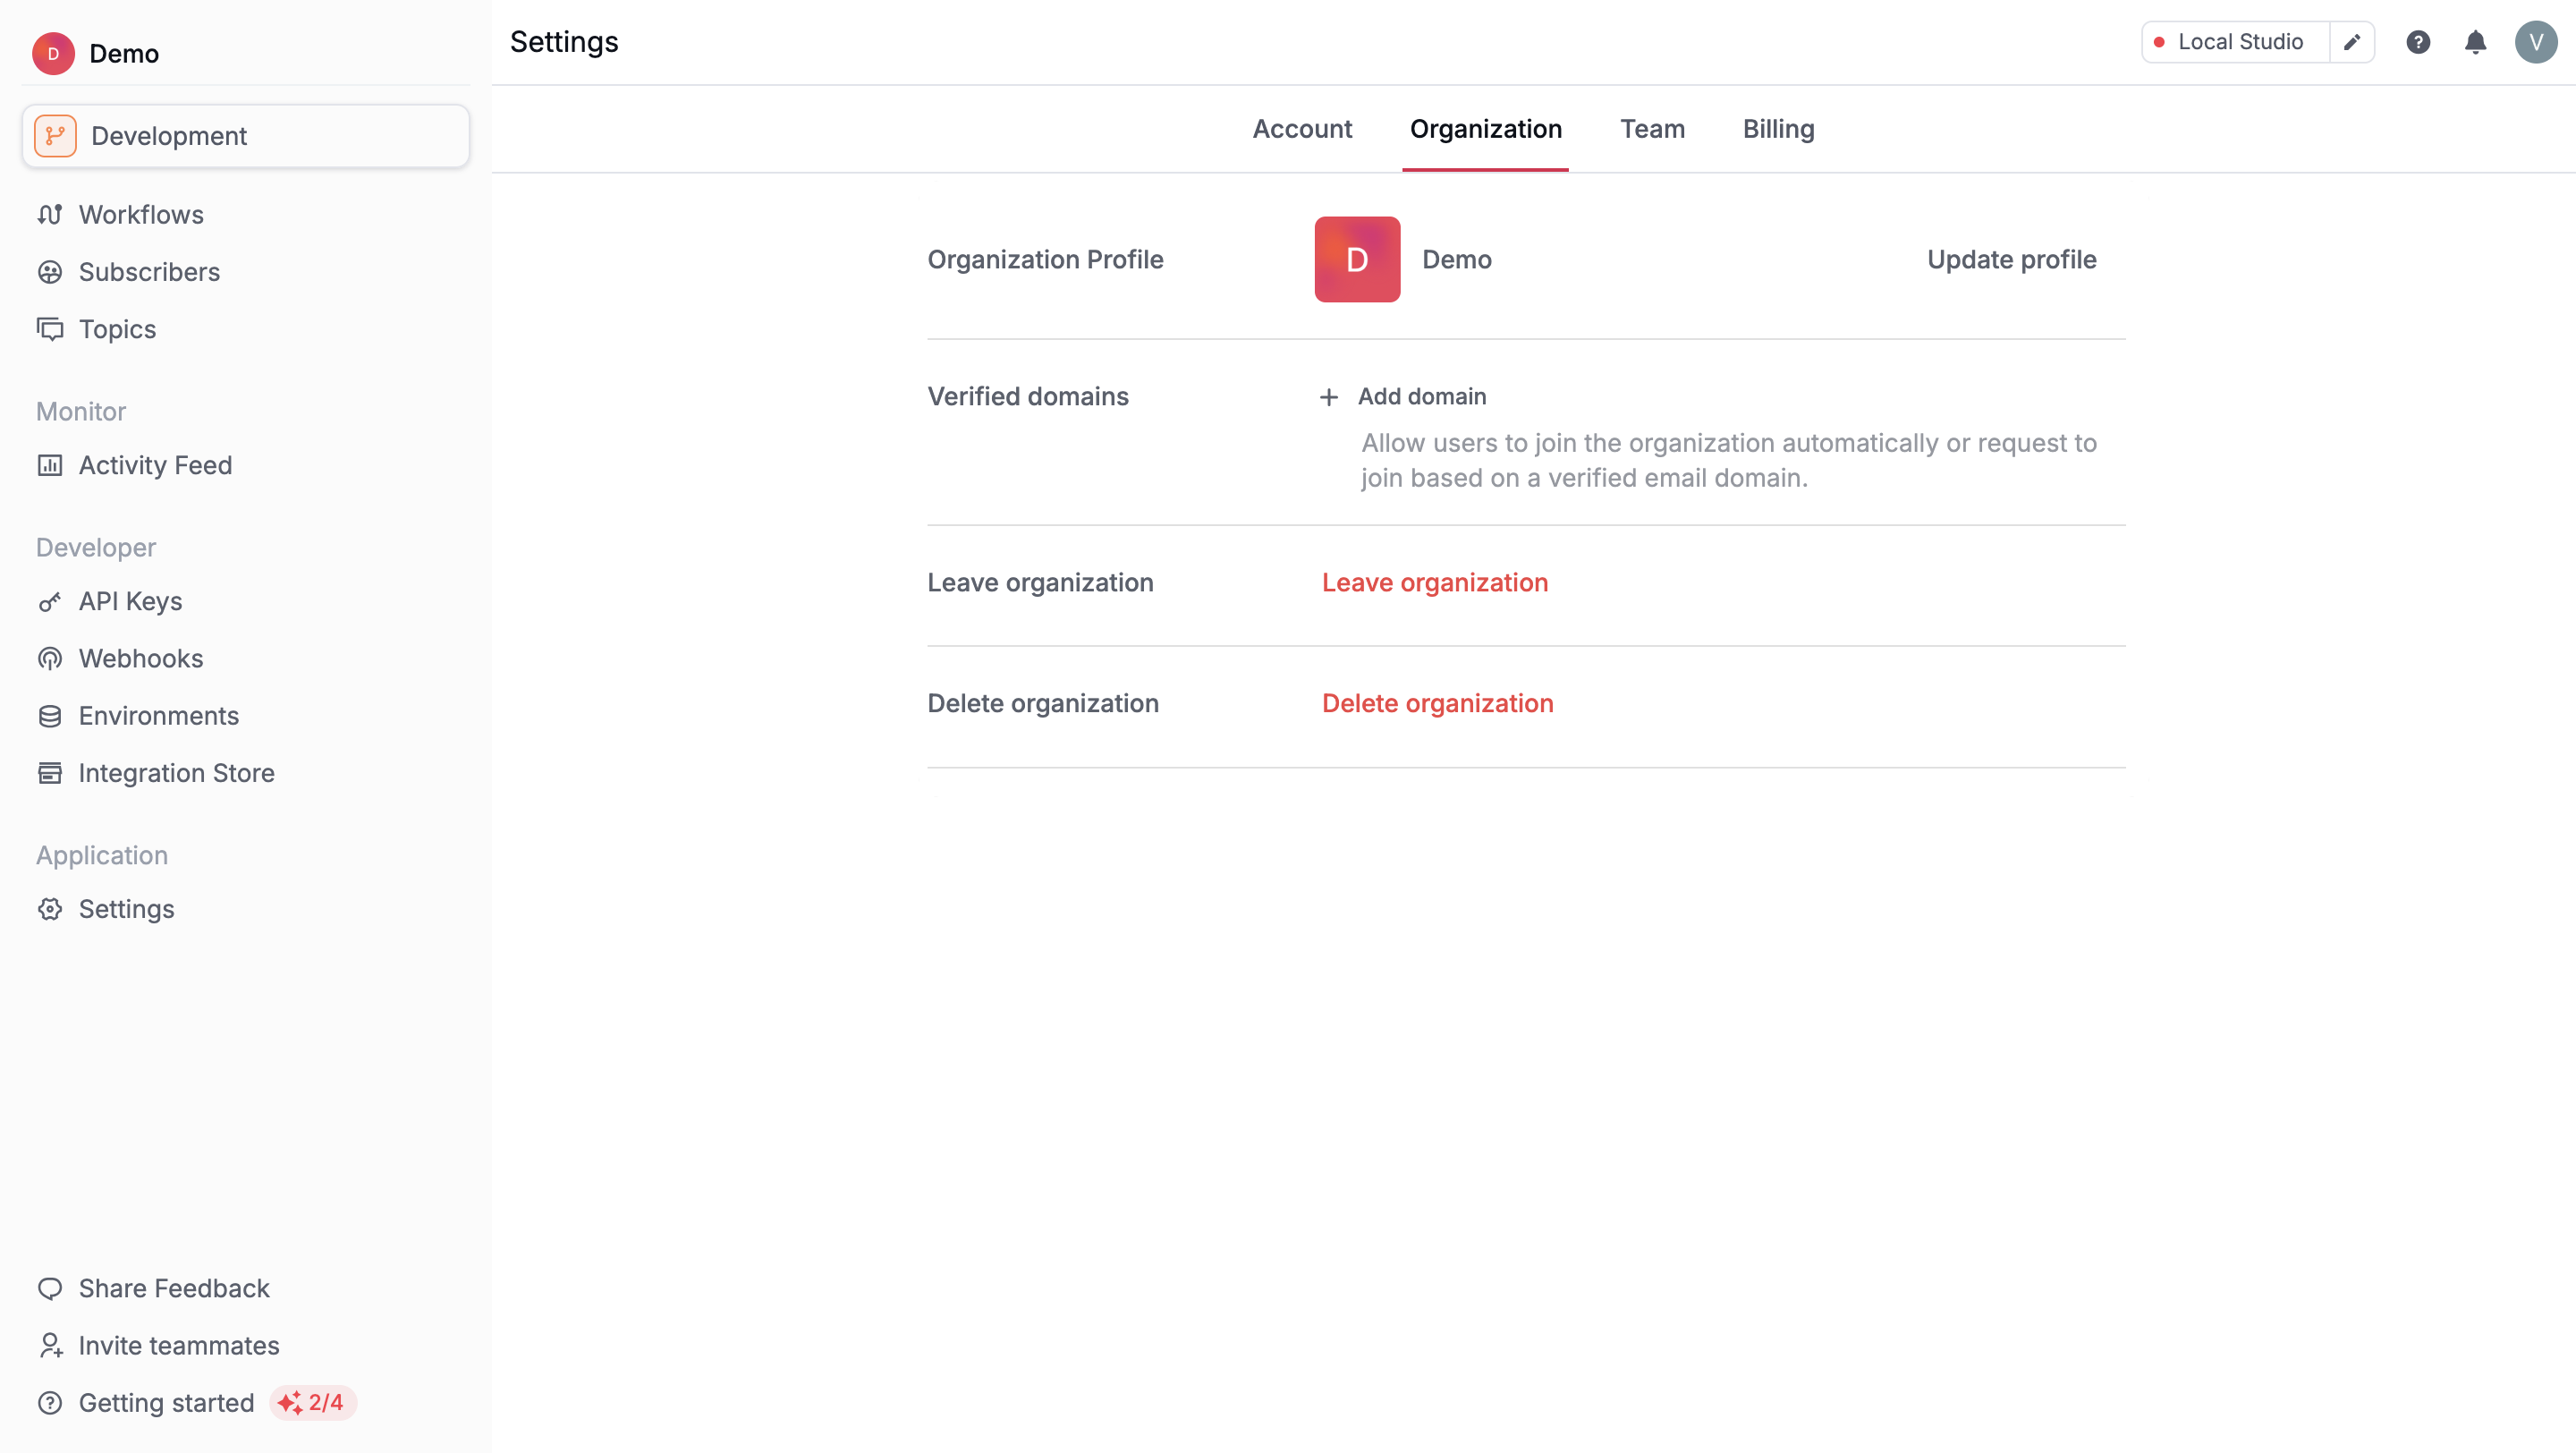 D Demo
Development
Workflows
Subscribers
Topics
Monitor
Activity Feed
Developer
API Keys
Webhooks
Environments
Integration Store
Application
Settings
Share Feedback
Invite teammates
Getting started 2/4
Settings
Local Studio
?
V
Account Organization Team Billing
Organization Profile D Demo Update profile
Verified domains + Add domain
Allow users to join the organization automatically or request to
join based on a verified email domain.
Leave organization Leave organization
Delete organization Delete organization